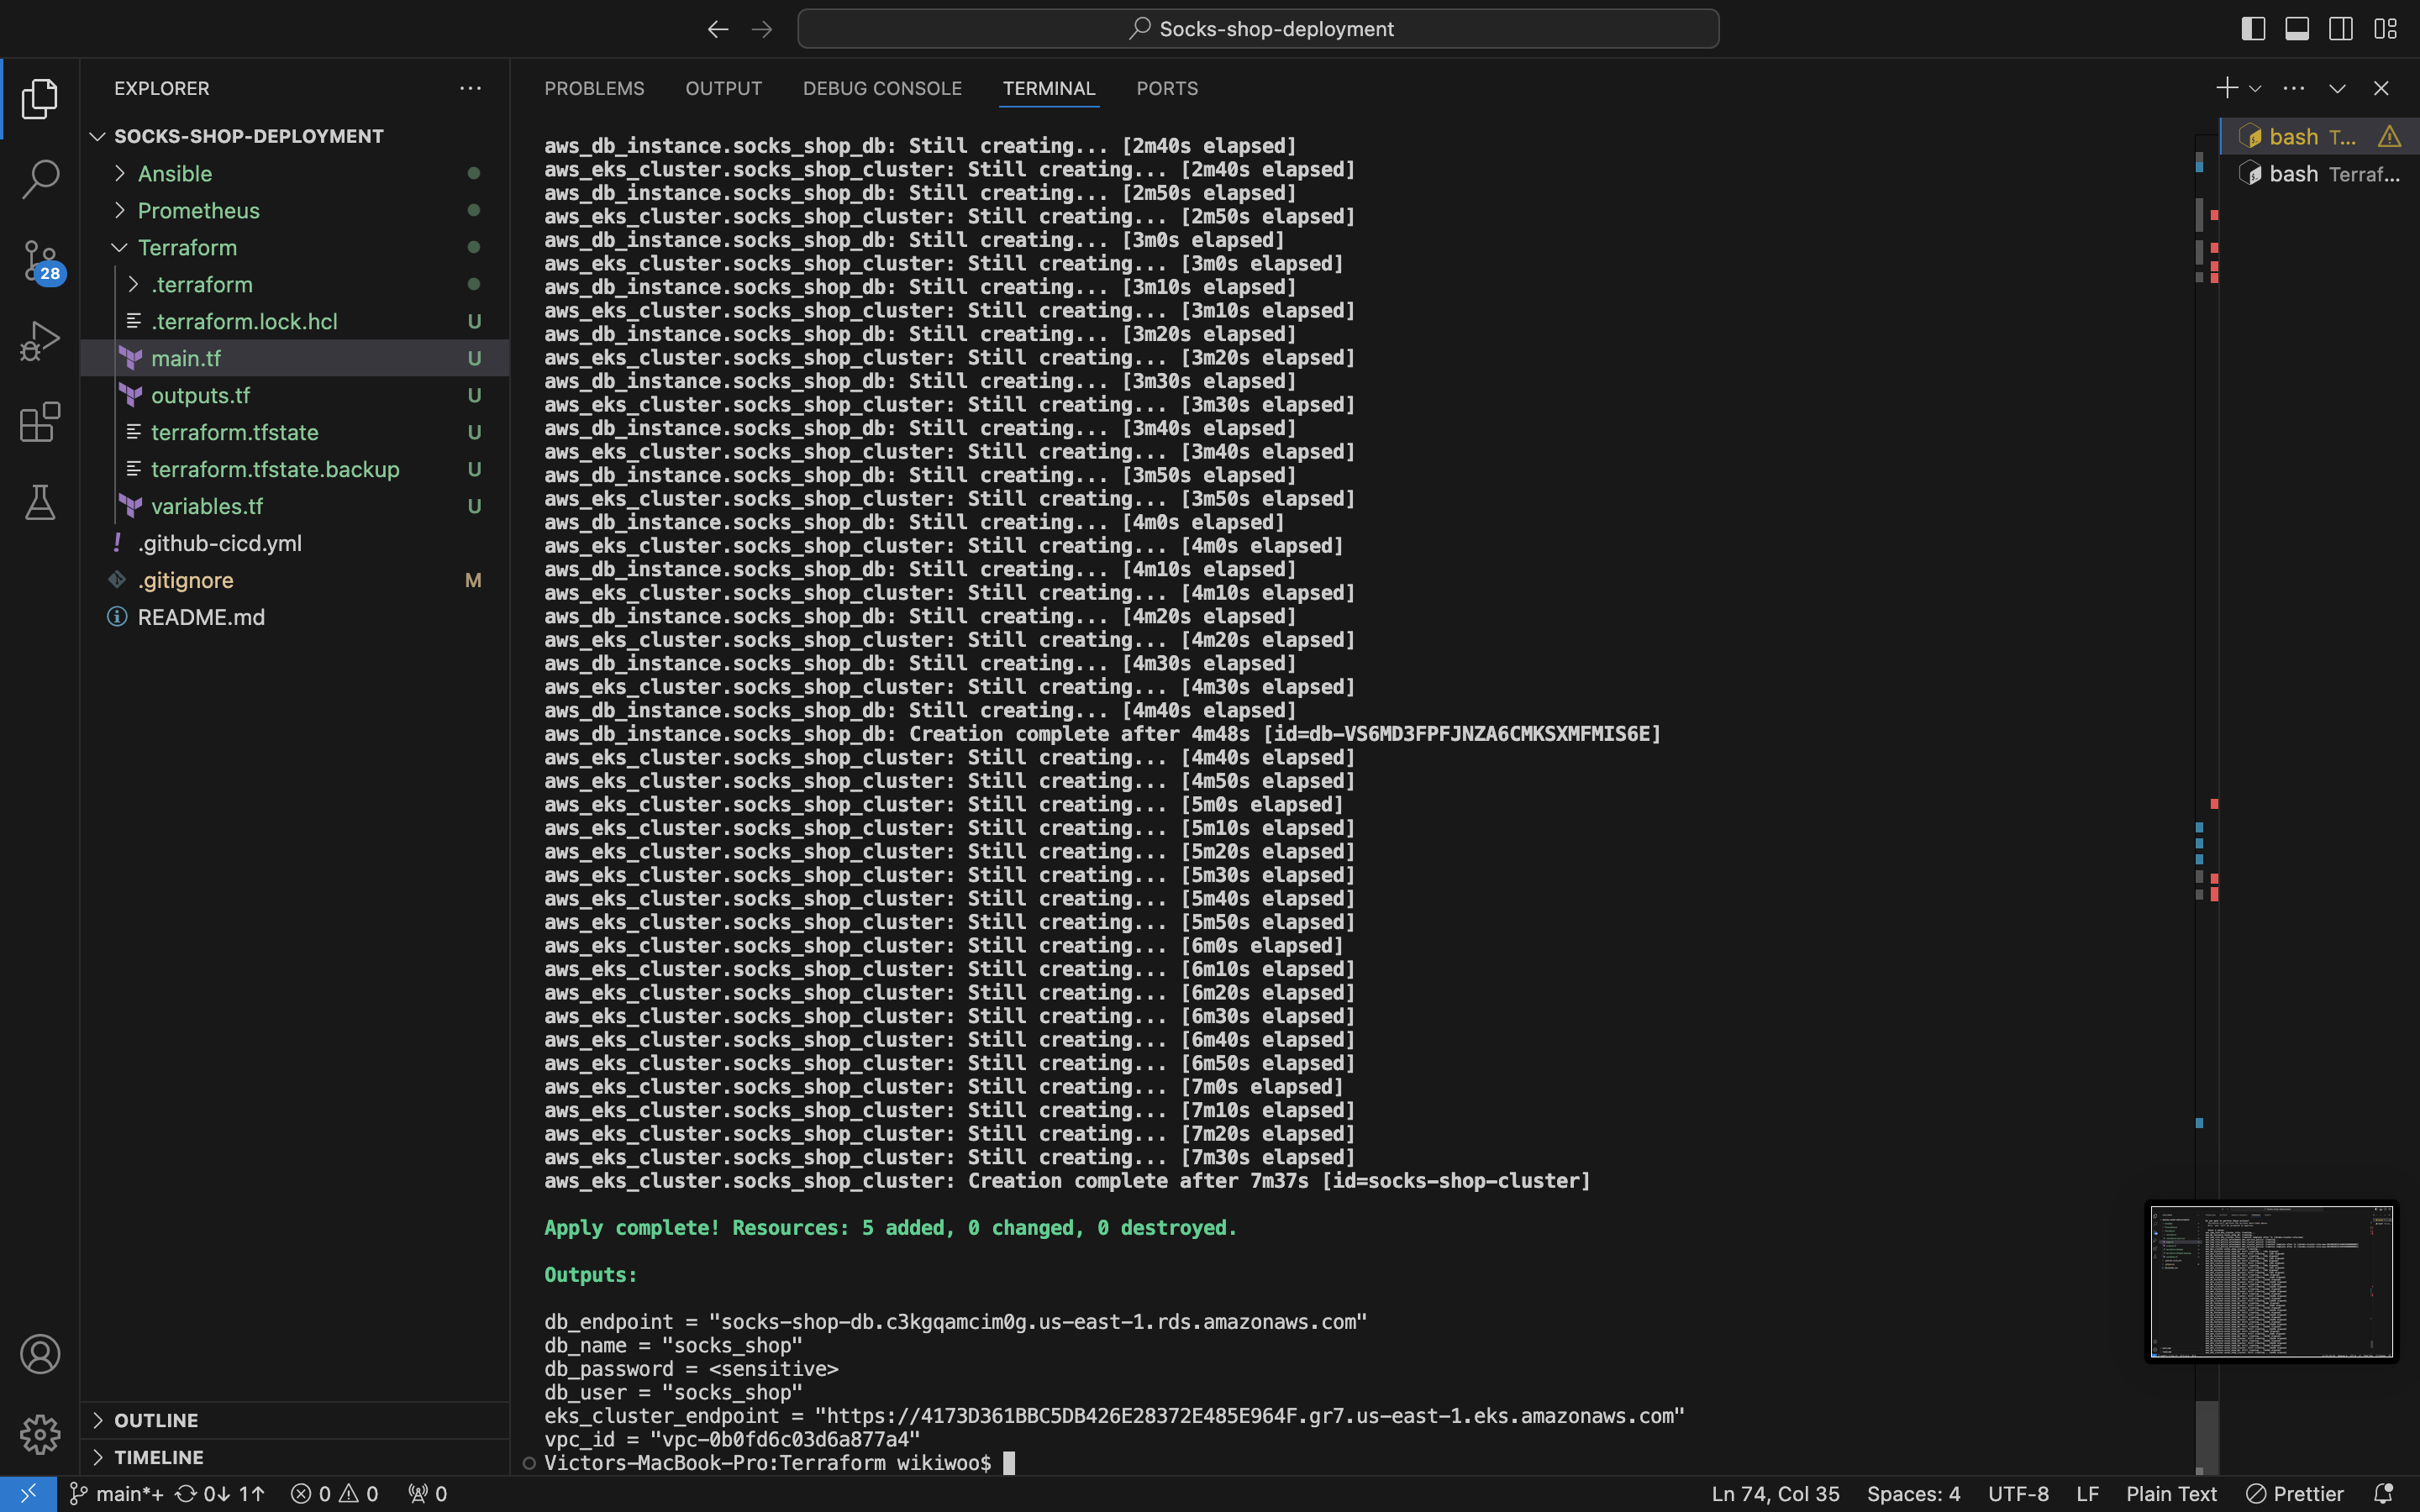 Socks-shop-deployment
EXPLORER
SOCKS-SHOP-DEPLOYMENT
Ansible
Prometheus
Terraform
.terraform
.terraform.lock.hcl U
main.tf U
outputs.tf U
terraform.tfstate U
terraform.tfstate.backup U
variables.tf U
.github-cicd.yml
.gitignore M
README.md
28
OUTLINE
TIMELINE
PROBLEMS OUTPUT DEBUG CONSOLE TERMINAL PORTS
bash T...
bash Terraf...
aws_db_instance.socks_shop_db: Still creating... [2m40s elapsed]
aws_eks_cluster.socks_shop_cluster: Still creating... [2m40s elapsed]
aws_db_instance.socks_shop_db: Still creating... [2m50s elapsed]
aws_eks_cluster.socks_shop_cluster: Still creating... [2m50s elapsed]
aws_db_instance.socks_shop_db: Still creating... [3m0s elapsed]
aws_eks_cluster.socks_shop_cluster: Still creating... [3m0s elapsed]
aws_db_instance.socks_shop_db: Still creating... [3m10s elapsed]
aws_eks_cluster.socks_shop_cluster: Still creating... [3m10s elapsed]
aws_db_instance.socks_shop_db: Still creating... [3m20s elapsed]
aws_eks_cluster.socks_shop_cluster: Still creating... [3m20s elapsed]
aws_db_instance.socks_shop_db: Still creating... [3m30s elapsed]
aws_eks_cluster.socks_shop_cluster: Still creating... [3m30s elapsed]
aws_db_instance.socks_shop_db: Still creating... [3m40s elapsed]
aws_eks_cluster.socks_shop_cluster: Still creating... [3m40s elapsed]
aws_db_instance.socks_shop_db: Still creating... [3m50s elapsed]
aws_eks_cluster.socks_shop_cluster: Still creating... [3m50s elapsed]
aws_db_instance.socks_shop_db: Still creating... [4m0s elapsed]
aws_eks_cluster.socks_shop_cluster: Still creating... [4m0s elapsed]
aws_db_instance.socks_shop_db: Still creating... [4m10s elapsed]
aws_eks_cluster.socks_shop_cluster: Still creating... [4m10s elapsed]
aws_db_instance.socks_shop_db: Still creating... [4m20s elapsed]
aws_eks_cluster.socks_shop_cluster: Still creating... [4m20s elapsed]
aws_db_instance.socks_shop_db: Still creating... [4m30s elapsed]
aws_eks_cluster.socks_shop_cluster: Still creating... [4m30s elapsed]
aws_db_instance.socks_shop_db: Still creating... [4m40s elapsed]
aws_db_instance.socks_shop_db: Creation complete after 4m48s [id=db-VS6MD3FPFJNZA6CMKSXMFMIS6E]
aws_eks_cluster.socks_shop_cluster: Still creating... [4m40s elapsed]
aws_eks_cluster.socks_shop_cluster: Still creating... [4m50s elapsed]
aws_eks_cluster.socks_shop_cluster: Still creating... [5m0s elapsed]
aws_eks_cluster.socks_shop_cluster: Still creating... [5m10s elapsed]
aws_eks_cluster.socks_shop_cluster: Still creating... [5m20s elapsed]
aws_eks_cluster.socks_shop_cluster: Still creating... [5m30s elapsed]
aws_eks_cluster.socks_shop_cluster: Still creating... [5m40s elapsed]
aws_eks_cluster.socks_shop_cluster: Still creating... [5m50s elapsed]
aws_eks_cluster.socks_shop_cluster: Still creating... [6m0s elapsed]
aws_eks_cluster.socks_shop_cluster: Still creating... [6m10s elapsed]
aws_eks_cluster.socks_shop_cluster: Still creating... [6m20s elapsed]
aws_eks_cluster.socks_shop_cluster: Still creating... [6m30s elapsed]
aws_eks_cluster.socks_shop_cluster: Still creating... [6m40s elapsed]
aws_eks_cluster.socks_shop_cluster: Still creating... [6m50s elapsed]
aws_eks_cluster.socks_shop_cluster: Still creating... [7m0s elapsed]
aws_eks_cluster.socks_shop_cluster: Still creating... [7m10s elapsed]
aws_eks_cluster.socks_shop_cluster: Still creating... [7m20s elapsed]
aws_eks_cluster.socks_shop_cluster: Still creating... [7m30s elapsed]
aws_eks_cluster.socks_shop_cluster: Creation complete after 7m37s [id=socks-shop-cluster]
Apply complete! Resources: 5 added, 0 changed, 0 destroyed.
Outputs:
db_endpoint = "socks-shop-db.c3kgqamcim0g.us-east-1.rds.amazonaws.com"
db_name = "socks_shop"
db_password = <sensitive>
db_user = "socks_shop"
eks_cluster_endpoint = "https://4173D361BBC5DB426E28372E485E964F.gr7.us-east-1.eks.amazonaws.com"
vpc_id = "vpc-0b0fd6c03d6a877a4"
Victors-MacBook-Pro:Terraform wikiwoo$
main*+ 0↓ 1↑ 0 0 0 Ln 74, Col 35 Spaces: 4 UTF-8 LF Plain Text Prettier